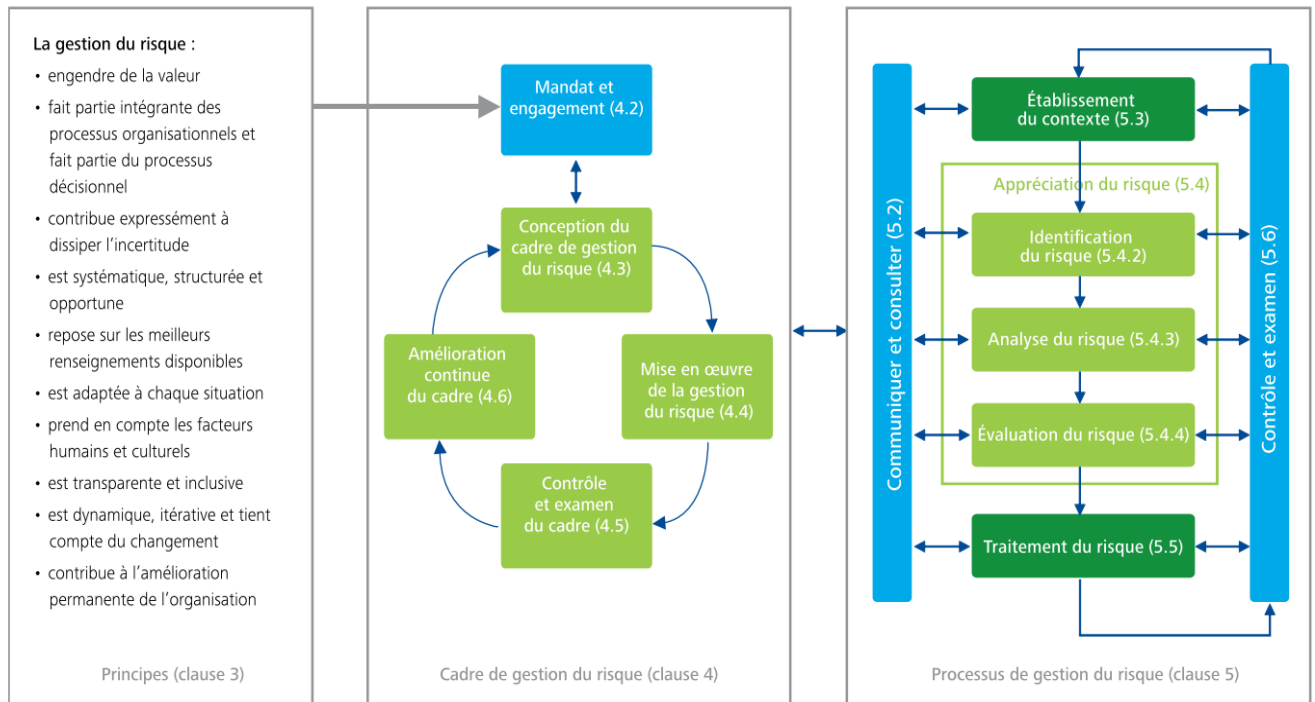 La gestion du risque :
• engendre de la valeur
• fait partie intégrante des
processus organisationnels et
fait partie du processus
décisionnel
• contribue expressément à
dissiper l'incertitude
• est systématique, structurée et
opportune
• repose sur les meilleurs
renseignements disponibles
• est adaptée à chaque situation
• prend en compte les facteurs
humains et culturels
• est transparente et inclusive
• est dynamique, itérative et tient
compte du changement
• contribue à l'amélioration
permanente de l'organisation
Principes (clause 3)
Mandat et
engagement (4.2)
Conception du
cadre de gestion
du risque (4.3)
Mise en œuvre
de la gestion
du risque (4.4)
Contrôle
et examen
du cadre (4.5)
Amélioration
continue
du cadre (4.6)
Cadre de gestion du risque (clause 4)
Communiquer et consulter (5.2)
Établissement
du contexte (5.3)
Appréciation du risque (5.4)
Identification
du risque (5.4.2)
Analyse du risque (5.4.3)
Évaluation du risque (5.4.4)
Traitement du risque (5.5)
Contrôle et examen (5.6)
Processus de gestion du risque (clause 5)